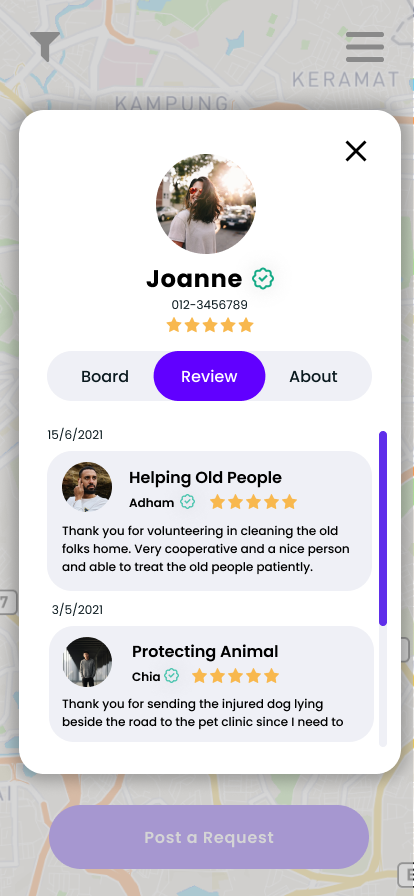 KERAMAT
KAMPUNG
Joanne
012-3456789
Board Review About
15/6/2021
Helping Old People
Adham
Thank you for volunteering in cleaning the old
folks home. Very cooperative and a nice person
and able to treat the old people patiently.
7
3/5/2021
Protecting Animal
Chia
Thank you for sending the injured dog lying
beside the road to the pet clinic since I need to
AI
Post a Request
E